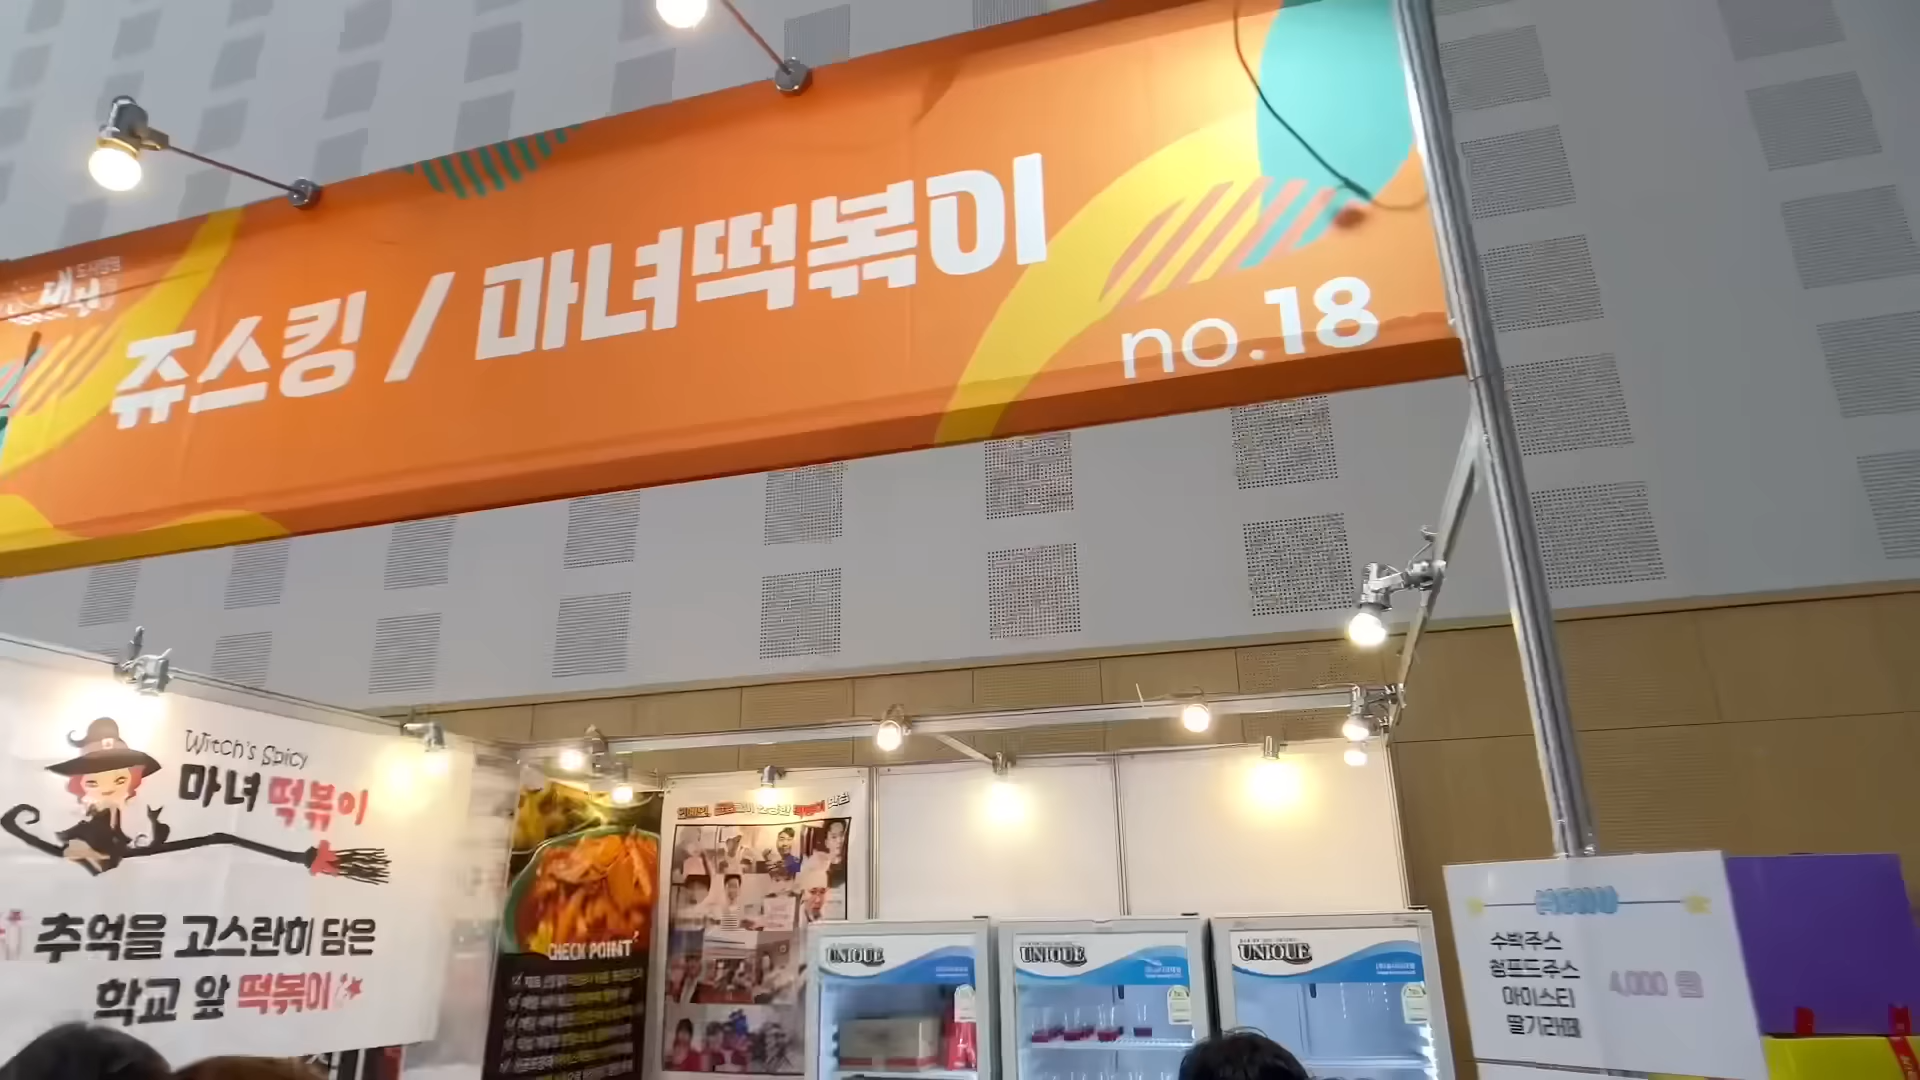 쥬스킹 / 마녀떡볶이
no.18
Witch's Spicy
마녀 떡볶이
추억을 고스란히 담은
학교 앞 떡볶이
CHECK POINT
UNIQUE
UNIQUE
UNIQUE
MENU
수박주스
청포도주스
아이스티
딸기라떼
4,000 원